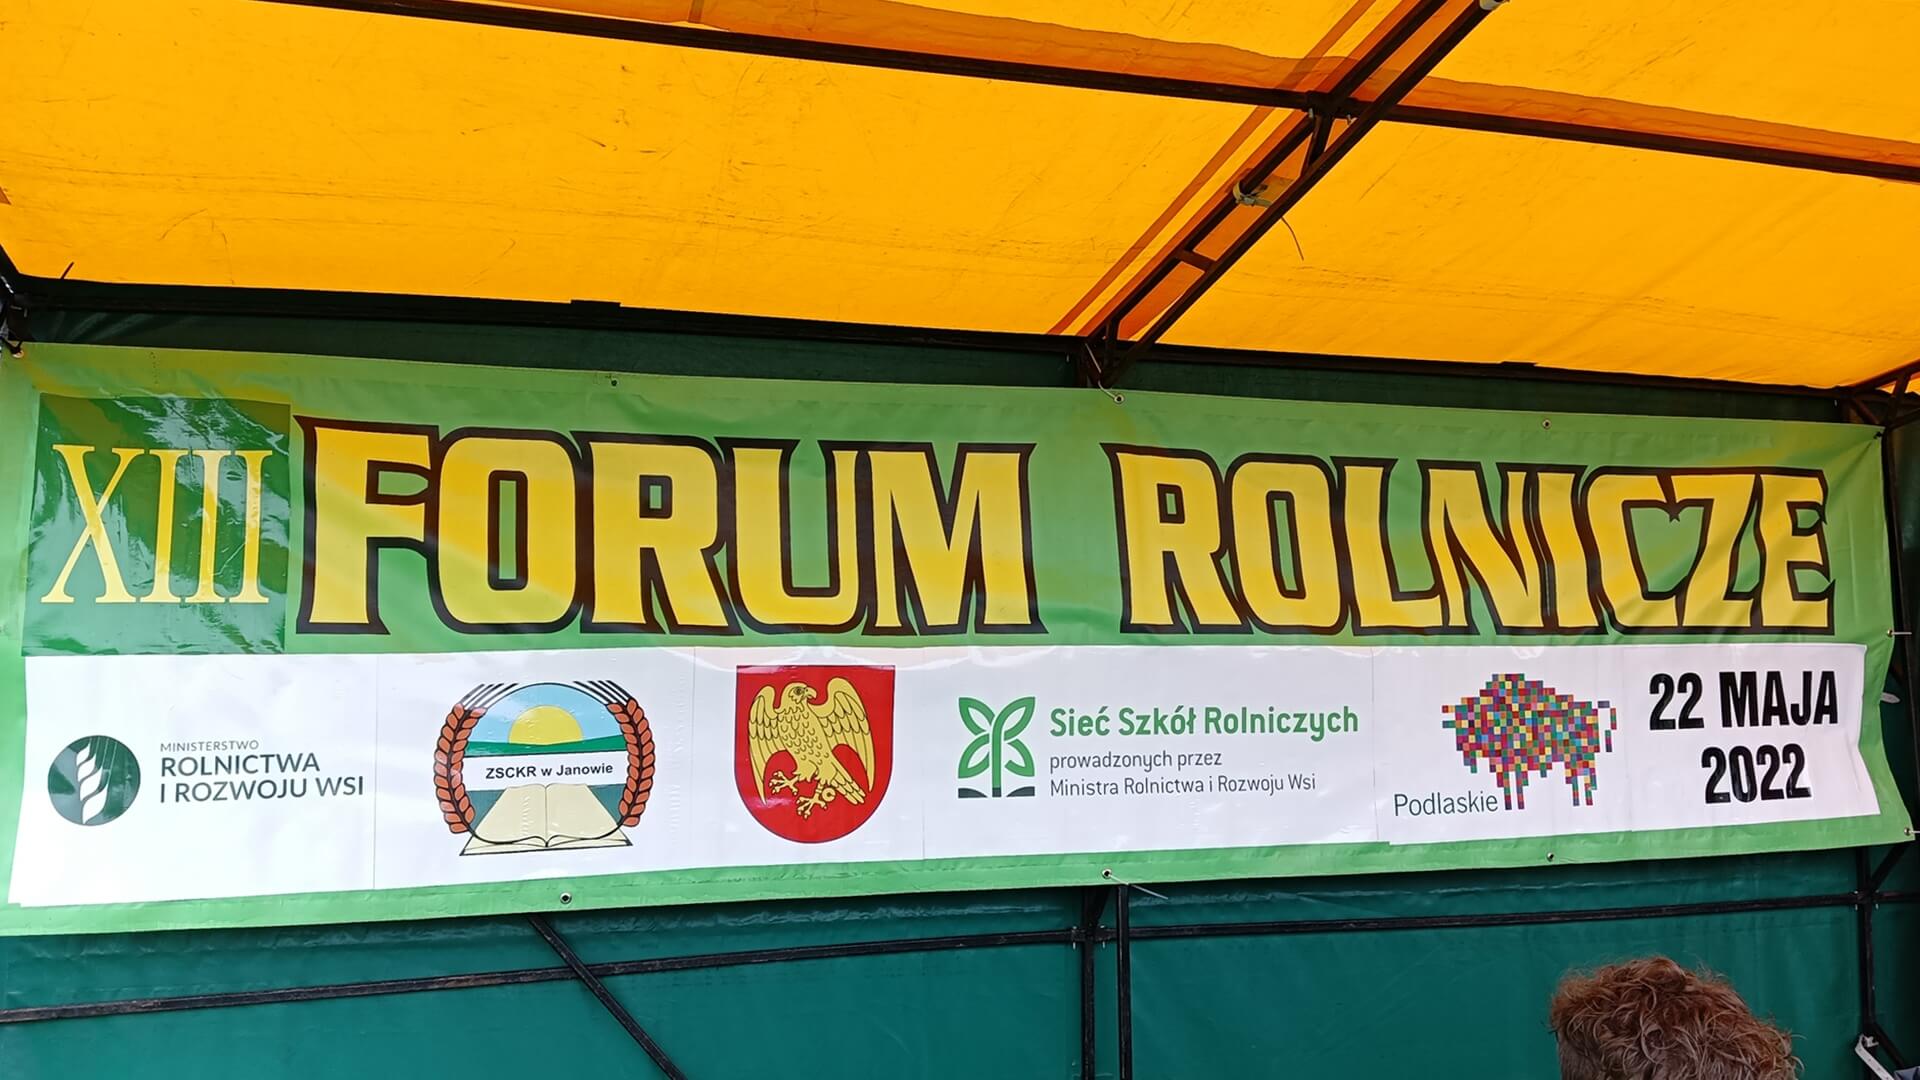 XIII FORUM ROLNICZE
MINISTERSTWO
ROLNICTWA
I ROZWOJU WSI
ZSCKR w Janowie
Sieć Szkół Rolniczych
prowadzonych przez
Ministra Rolnictwa i Rozwoju Wsi
Podlaskie
22 MAJA
2022